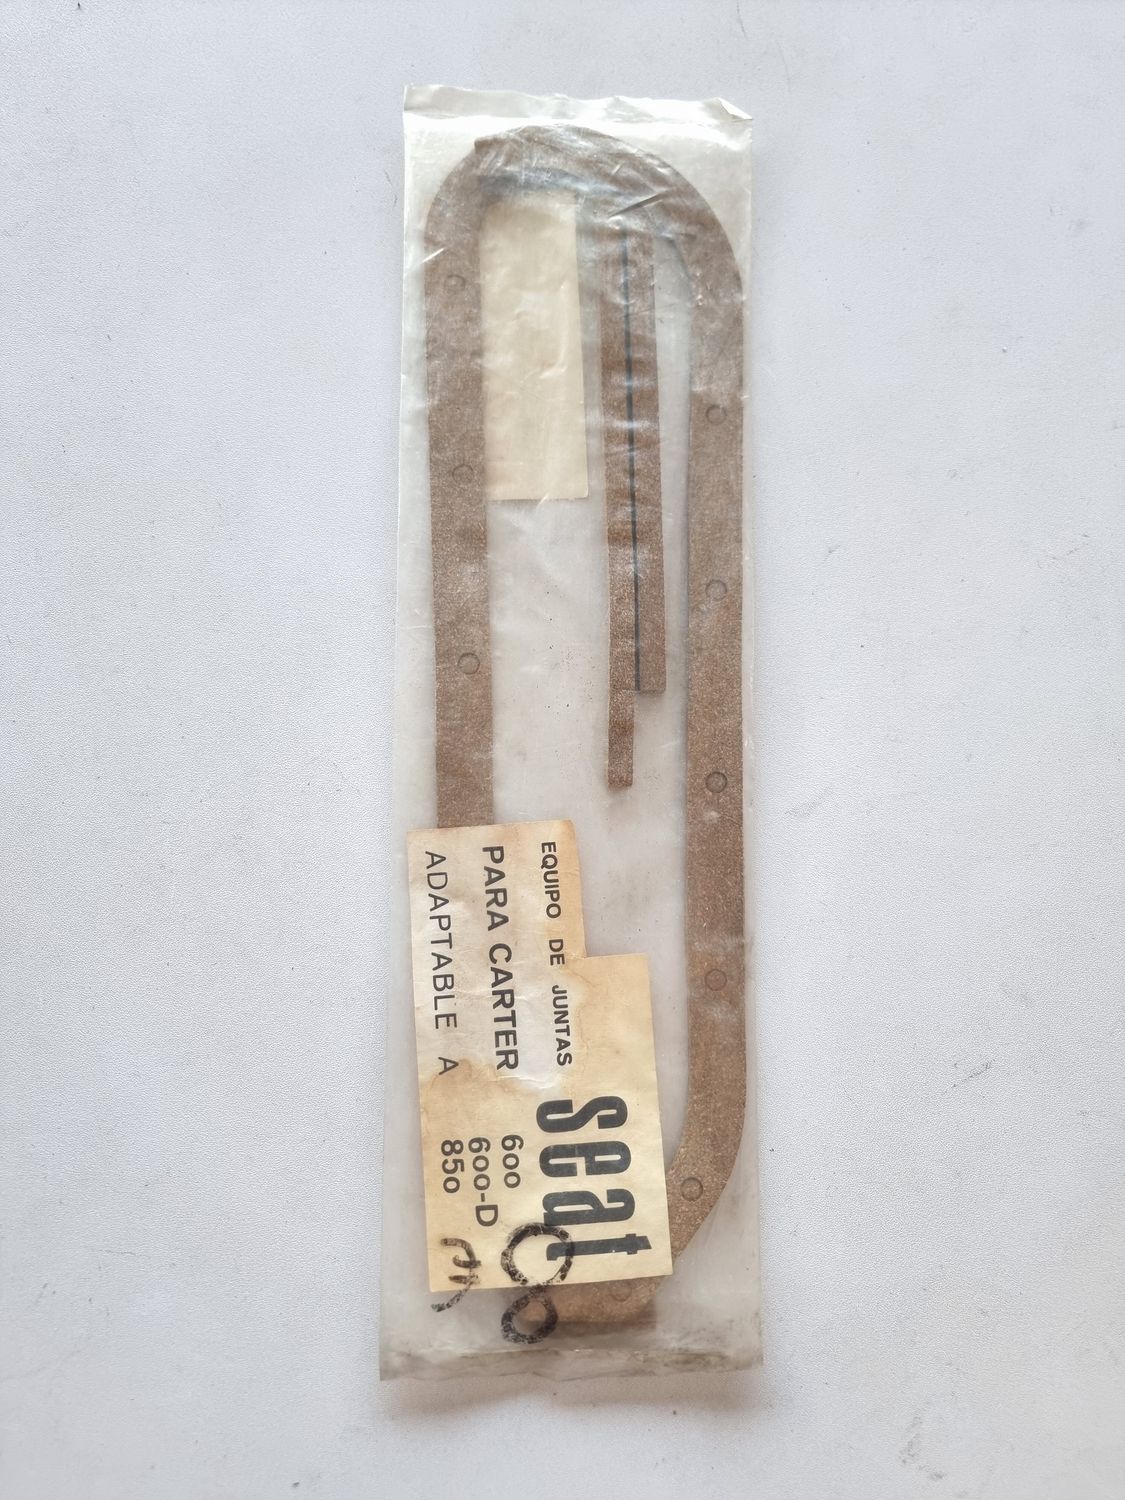 EQUIPO DE JUNTAS
PARA CARTER
ADAPTABLE A
seat
600
600-D
850